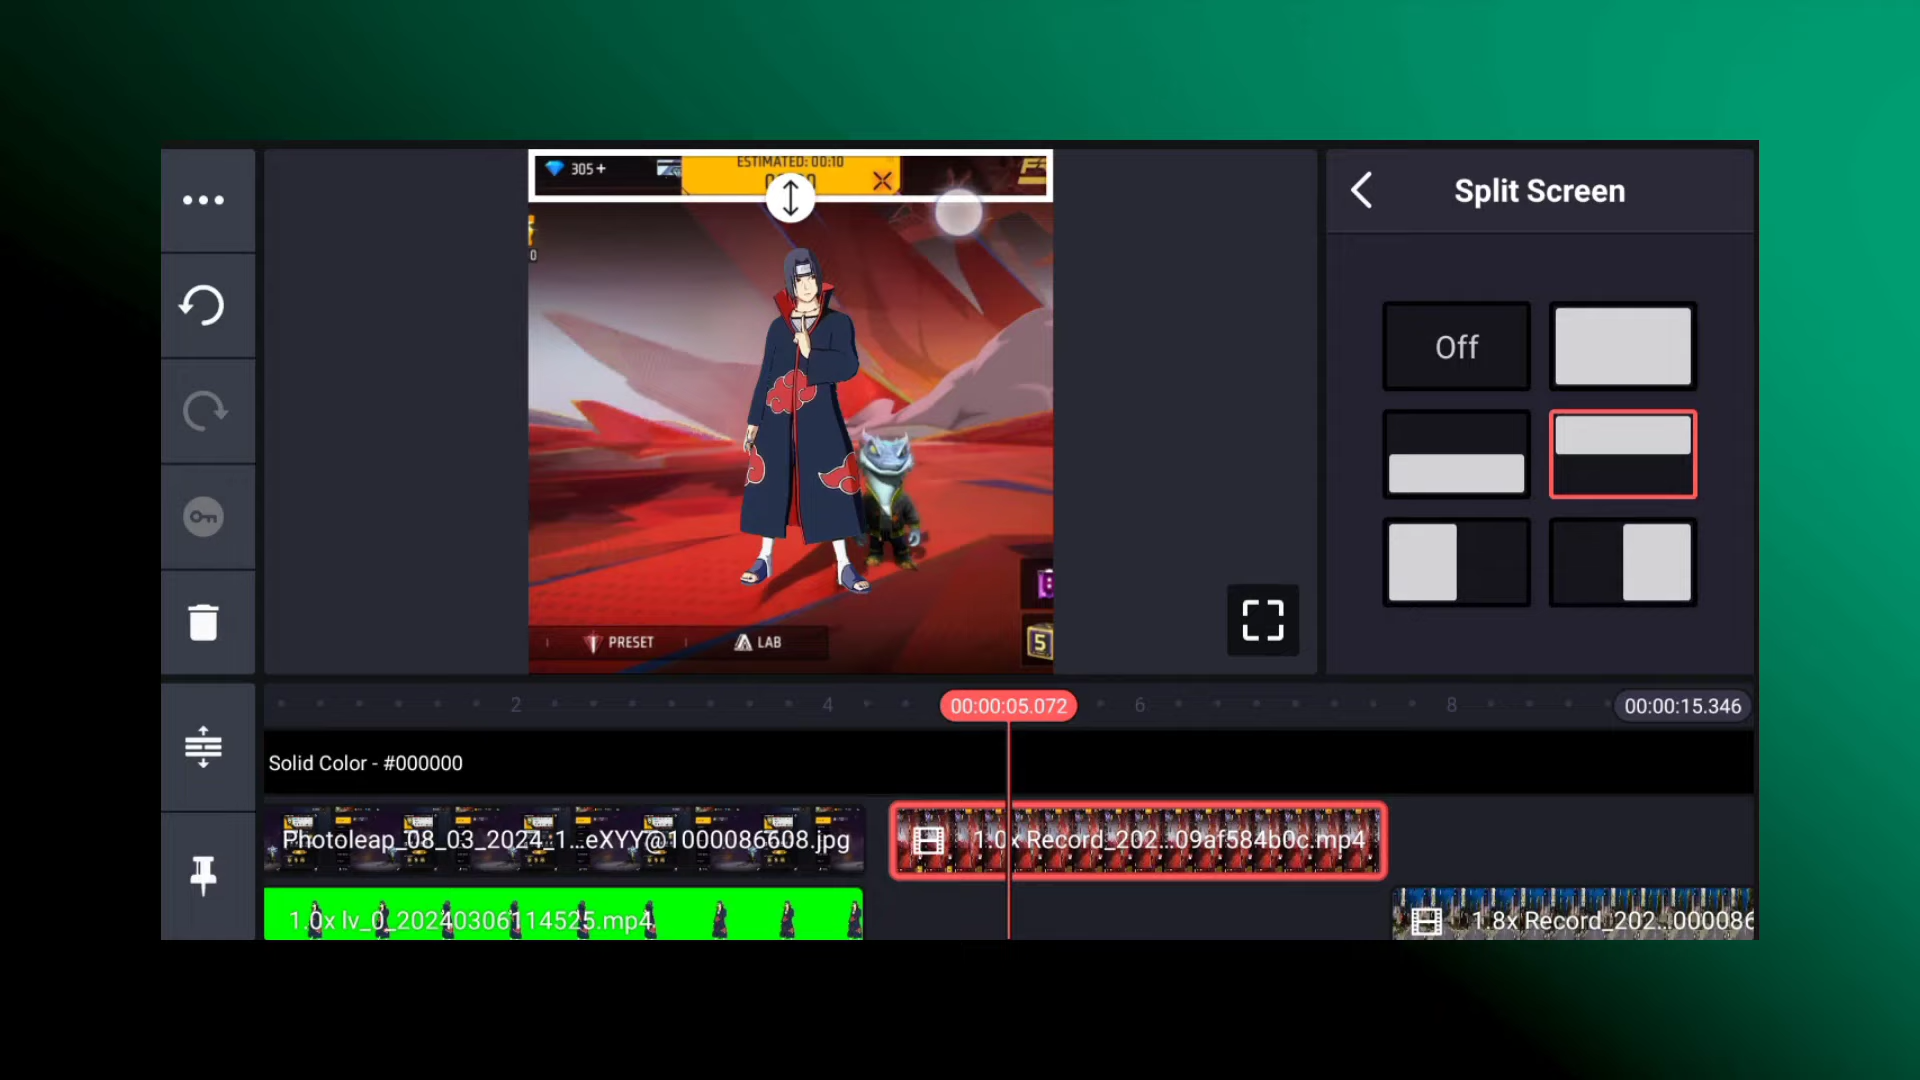 305+
ESTIMATED: 00:10
Split Screen
Off
PRESET
LAB
5
2
4
00:00:05.072
6
8
00:00:15.346
Solid Color - #000000
Photoleap_08_03_2024_1...eXYY@1000086608.jpg
1.0x Record_202...09af584b0c.mp4
1.0x lv_0_20240306114525.mp4
1.8x Record_202...000086